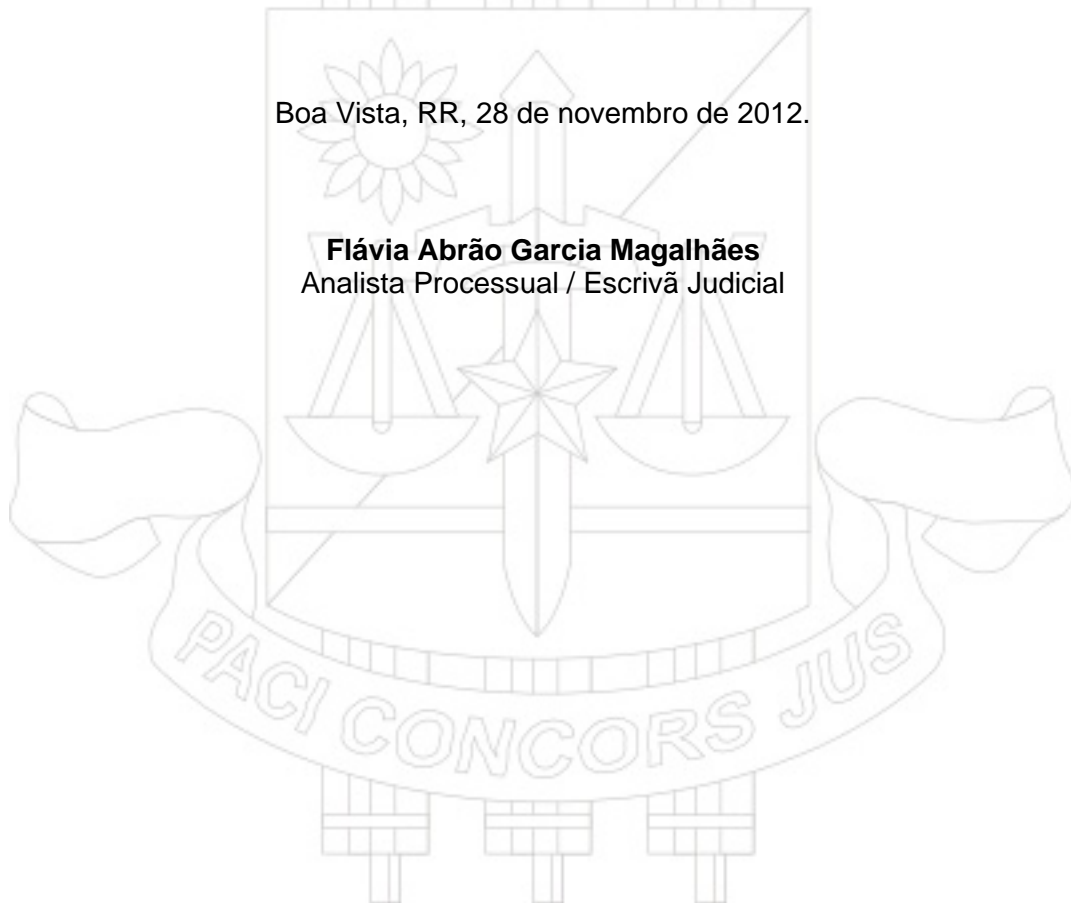 Boa Vista, RR, 28 de novembro de 2012.
Flávia Abrão Garcia Magalhães
Analista Processual / Escrivã Judicial
PACI CONCORS JUS